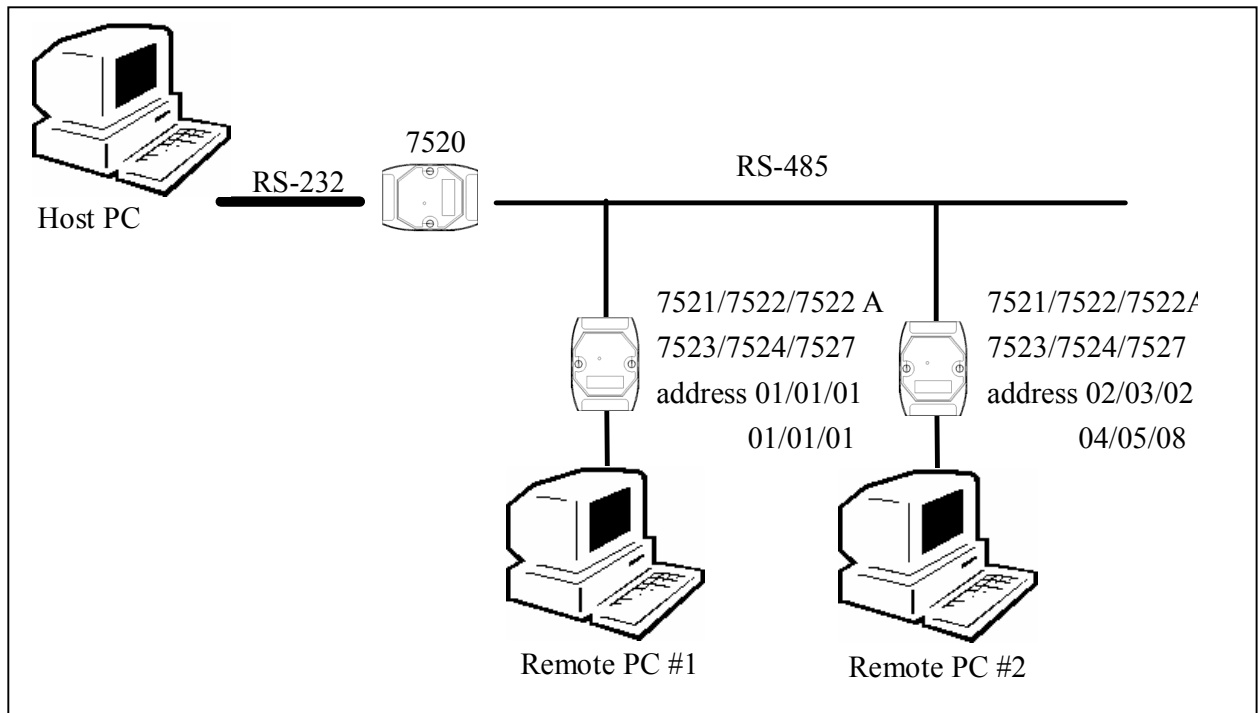 7520
RS-485
RS-232
Host PC
7521/7522/7522 A
7523/7524/7527
address 01/01/01
01/01/01
7521/7522/7522A
7523/7524/7527
address 02/03/02
04/05/08
Remote PC #1
Remote PC #2